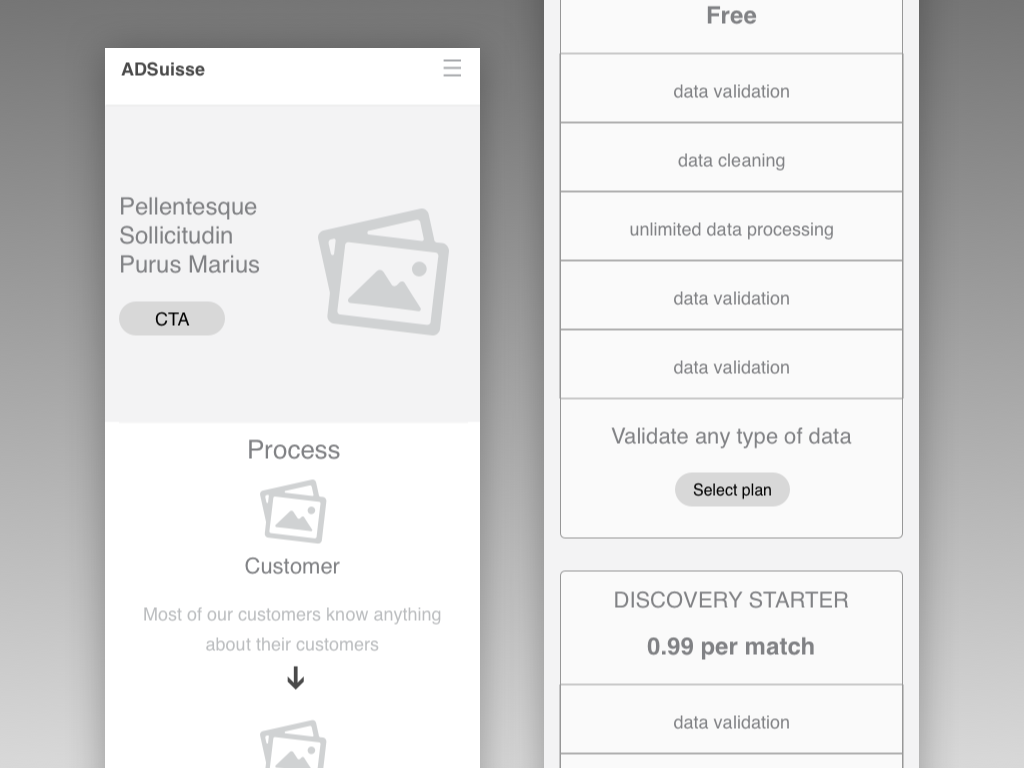 ADSuisse
Pellentesque
Sollicitudin
Purus Marius
CTA
Process
Customer
Most of our customers know anything
about their customers
Free
data validation
data cleaning
unlimited data processing
data validation
data validation
Validate any type of data
Select plan
DISCOVERY STARTER
0.99 per match
data validation